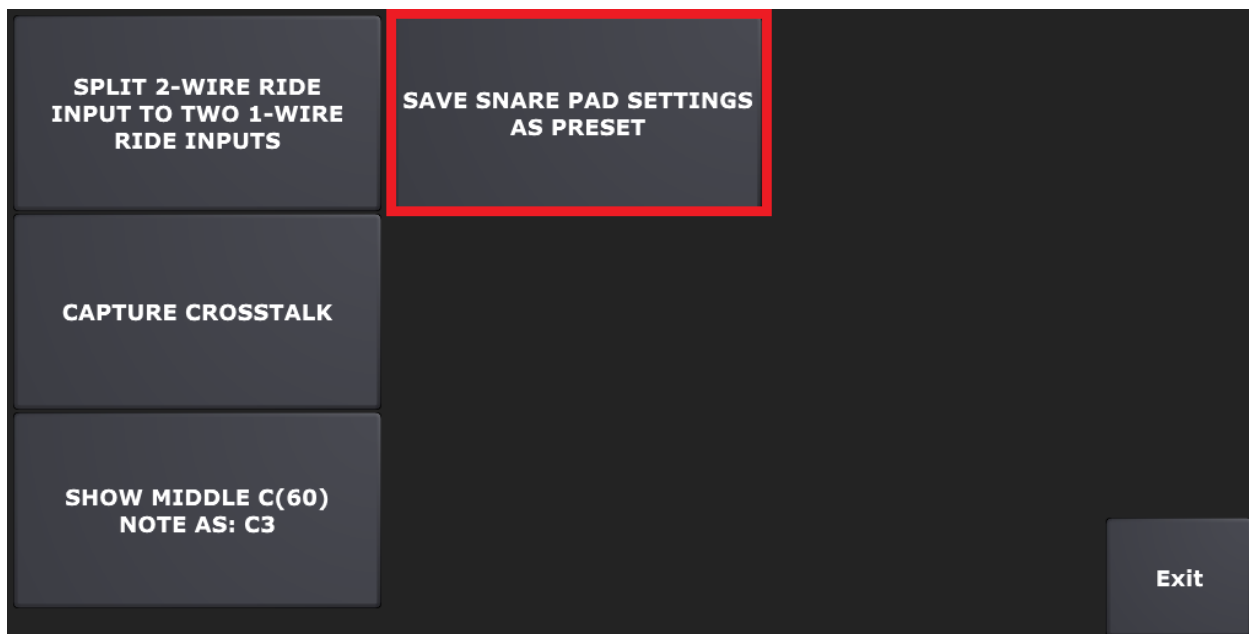 SPLIT 2-WIRE RIDE
INPUT TO TWO 1-WIRE
RIDE INPUTS
SAVE SNARE PAD SETTINGS
AS PRESET
CAPTURE CROSSTALK
SHOW MIDDLE C(60)
NOTE AS: C3
Exit